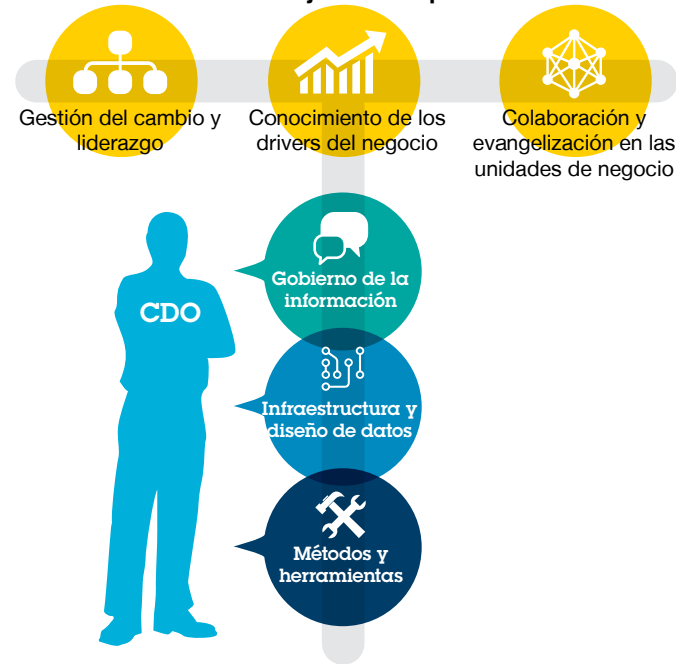 Gestión del cambio y
liderazgo
Conocimiento de los
drivers del negocio
Colaboración y
evangelización en las
unidades de negocio
CDO
Gobierno de la
información
Infraestructura y
diseño de datos
Métodos y
herramientas